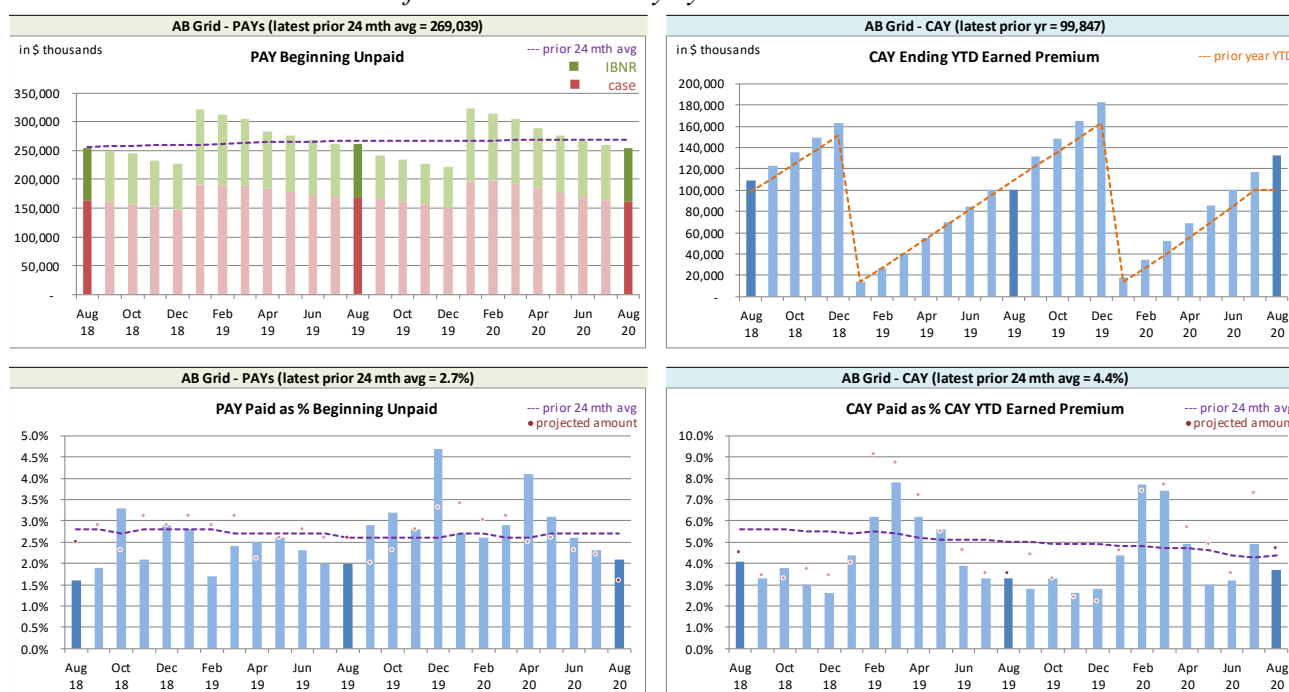 AB Grid - PAYs (latest prior 24 mth avg = 269,039)
in $ thousands
PAY Beginning Unpaid
--- prior 24 mth avg
IBNR
case
350,000
300,000
250,000
200,000
150,000
100,000
50,000
-
Aug Oct Dec Feb Apr Jun Aug Oct Dec Feb Apr Jun Aug
18 18 18 19 19 19 19 19 19 20 20 20 20
AB Grid - CAY (latest prior yr = 99,847)
in $ thousands
CAY Ending YTD Earned Premium
--- prior year YTD
200,000
180,000
160,000
140,000
120,000
100,000
80,000
60,000
40,000
20,000
-
Aug Oct Dec Feb Apr Jun Aug Oct Dec Feb Apr Jun Aug
18 18 18 19 19 19 19 19 19 20 20 20 20
AB Grid - PAYs (latest prior 24 mth avg = 2.7%)
PAY Paid as % Beginning Unpaid
--- prior 24 mth avg
projected amount
5.0%
4.5%
4.0%
3.5%
3.0%
2.5%
2.0%
1.5%
1.0%
0.5%
0.0%
Aug Oct Dec Feb Apr Jun Aug Oct Dec Feb Apr Jun Aug
18 18 18 19 19 19 19 19 19 20 20 20 20
AB Grid - CAY (latest prior 24 mth avg = 4.4%)
CAY Paid as % CAY YTD Earned Premium
--- prior 24 mth avg
projected amount
10.0%
9.0%
8.0%
7.0%
6.0%
5.0%
4.0%
3.0%
2.0%
1.0%
0.0%
Aug Oct Dec Feb Apr Jun Aug Oct Dec Feb Apr Jun Aug
18 18 18 19 19 19 19 19 19 20 20 20 20